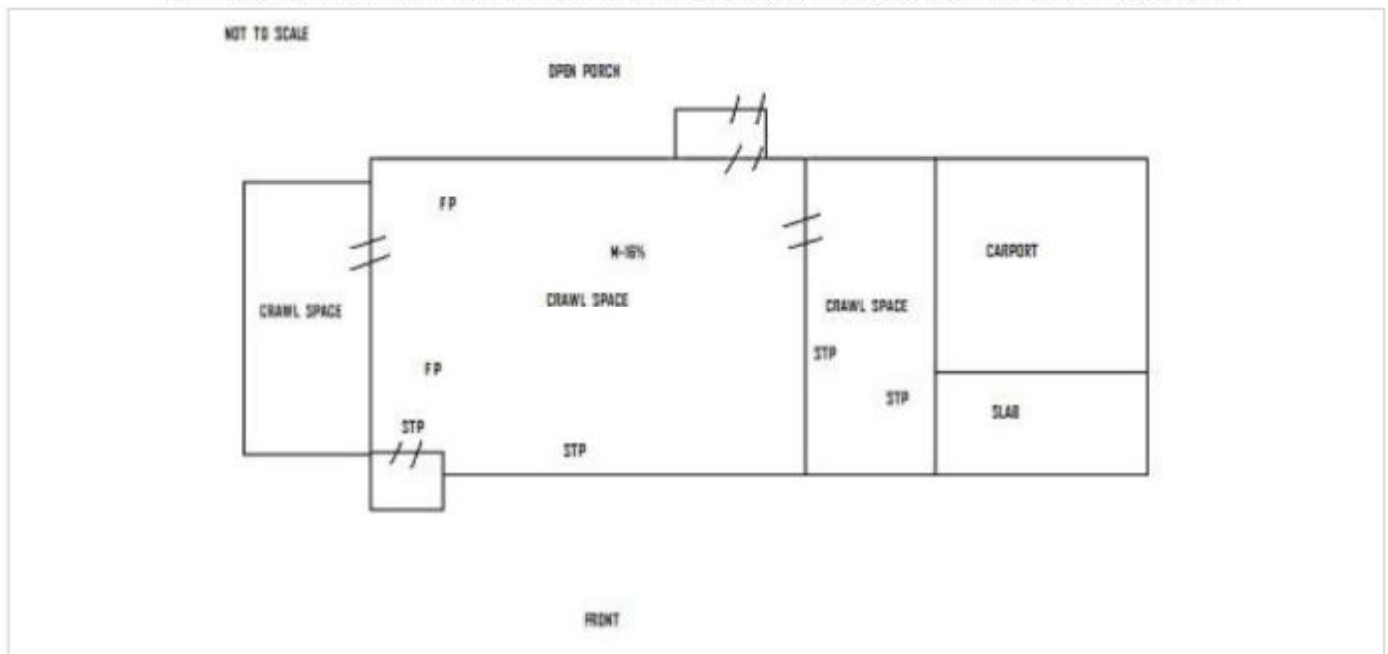 NOT TO SCALE
OPEN PORCH
FP
M-16%
CARPORT
CRAWL SPACE
CRAWL SPACE
CRAWL SPACE
STP
FP
STP
SLAB
STP
STP
FRONT